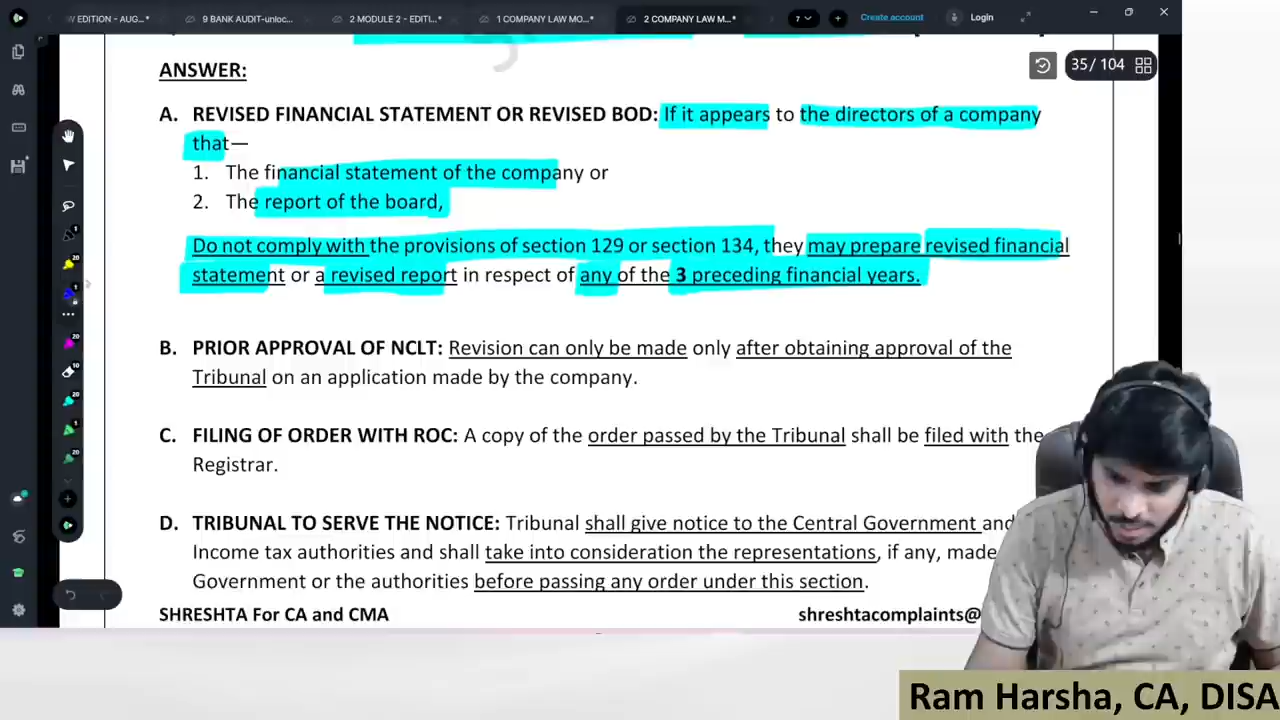 W EDITION - AUG...*
9 BANK AUDIT-unloc...
2 MODULE 2 - EDITI...*
1 COMPANY LAW MO...*
2 COMPANY LAW M...*
7
Create account
Login
ANSWER:
35 / 104
A. REVISED FINANCIAL STATEMENT OR REVISED BOD: If it appears to the directors of a company
that—
1. The financial statement of the company or
2. The report of the board,
Do not comply with the provisions of section 129 or section 134, they may prepare revised financial
statement or a revised report in respect of any of the 3 preceding financial years.
B. PRIOR APPROVAL OF NCLT: Revision can only be made only after obtaining approval of the
Tribunal on an application made by the company.
C. FILING OF ORDER WITH ROC: A copy of the order passed by the Tribunal shall be filed with the
Registrar.
D. TRIBUNAL TO SERVE THE NOTICE: Tribunal shall give notice to the Central Government and
Income tax authorities and shall take into consideration the representations, if any, made
Government or the authorities before passing any order under this section.
SHRESHTA For CA and CMA
shreshtacomplaints@
Ram Harsha, CA, DISA